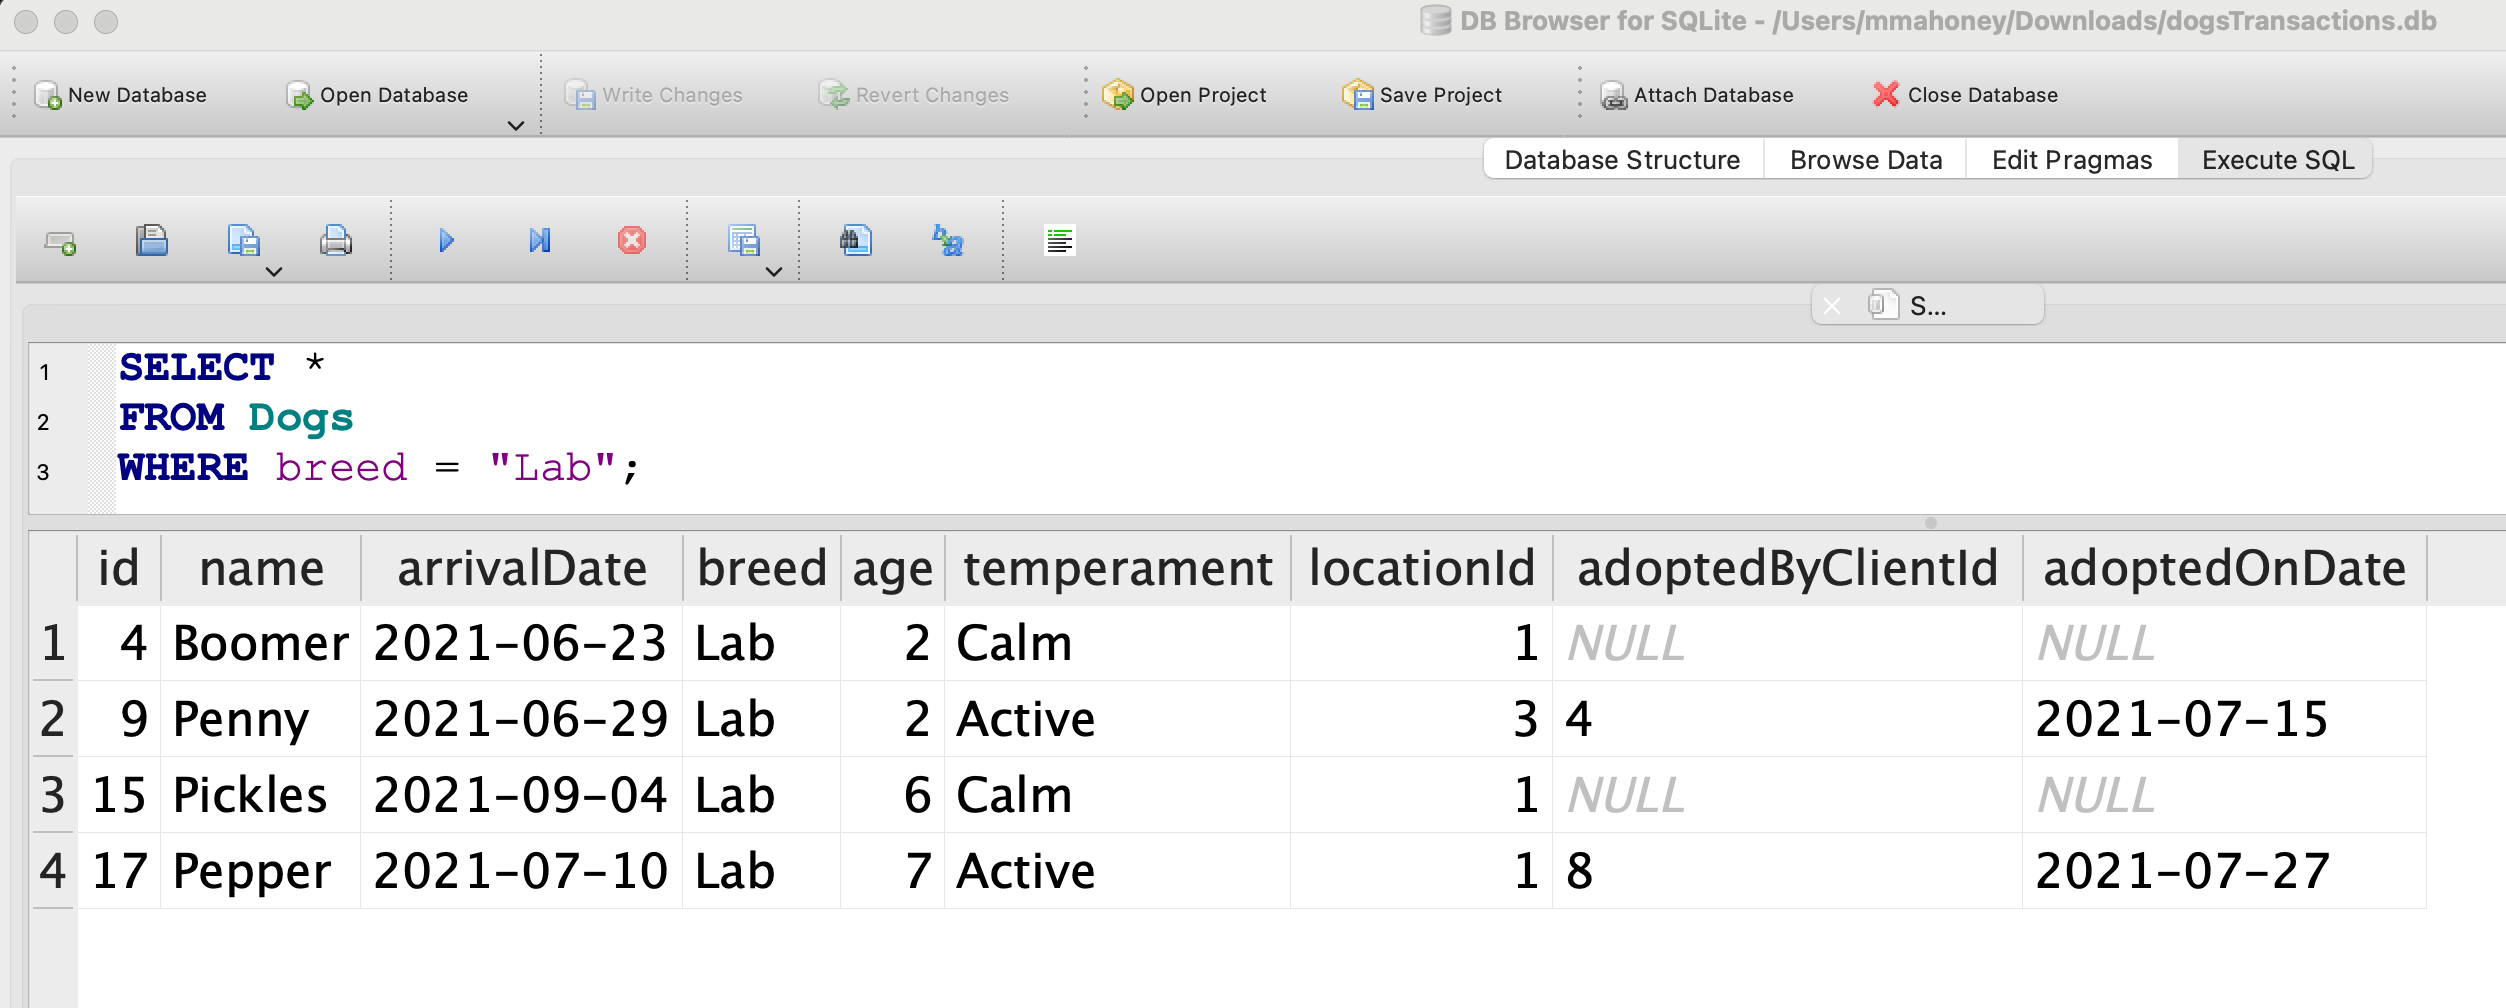 DB Browser for SQLite - /Users/mmahoney/Downloads/dogsTransactions.db
New Database Open Database Write Changes Revert Changes Open Project Save Project Attach Database Close Database
Database Structure Browse Data Edit Pragmas Execute SQL
S...
1 SELECT *
2 FROM Dogs
3 WHERE breed = "Lab";
id name arrivalDate breed age temperament locationId adoptedByClientId adoptedOnDate
1 4 Boomer 2021-06-23 Lab 2 Calm 1 NULL NULL
2 9 Penny 2021-06-29 Lab 2 Active 3 4 2021-07-15
3 15 Pickles 2021-09-04 Lab 6 Calm 1 NULL NULL
4 17 Pepper 2021-07-10 Lab 7 Active 1 8 2021-07-27